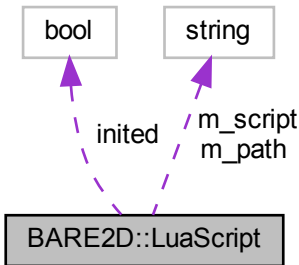 bool
string
inited
m_script
m_path
BARE2D::LuaScript